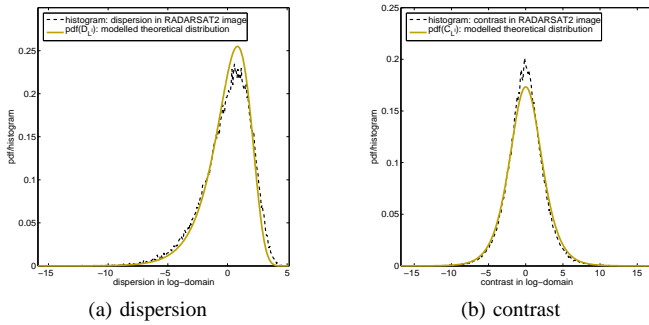 histogram: dispersion in RADARSAT2 image
pdf(D_L'): modelled theoretical distribution
0.25
0.2
0.15
0.1
0.05
0
pdf/histogram
−15 −10 −5 0 5
dispersion in log−domain
(a) dispersion
histogram: contrast in RADARSAT2 image
pdf(C_L'): modelled theoretical distribution
0.25
0.2
0.15
0.1
0.05
0
pdf/histogram
−15 −10 −5 0 5 10 15
contrast in log−domain
(b) contrast